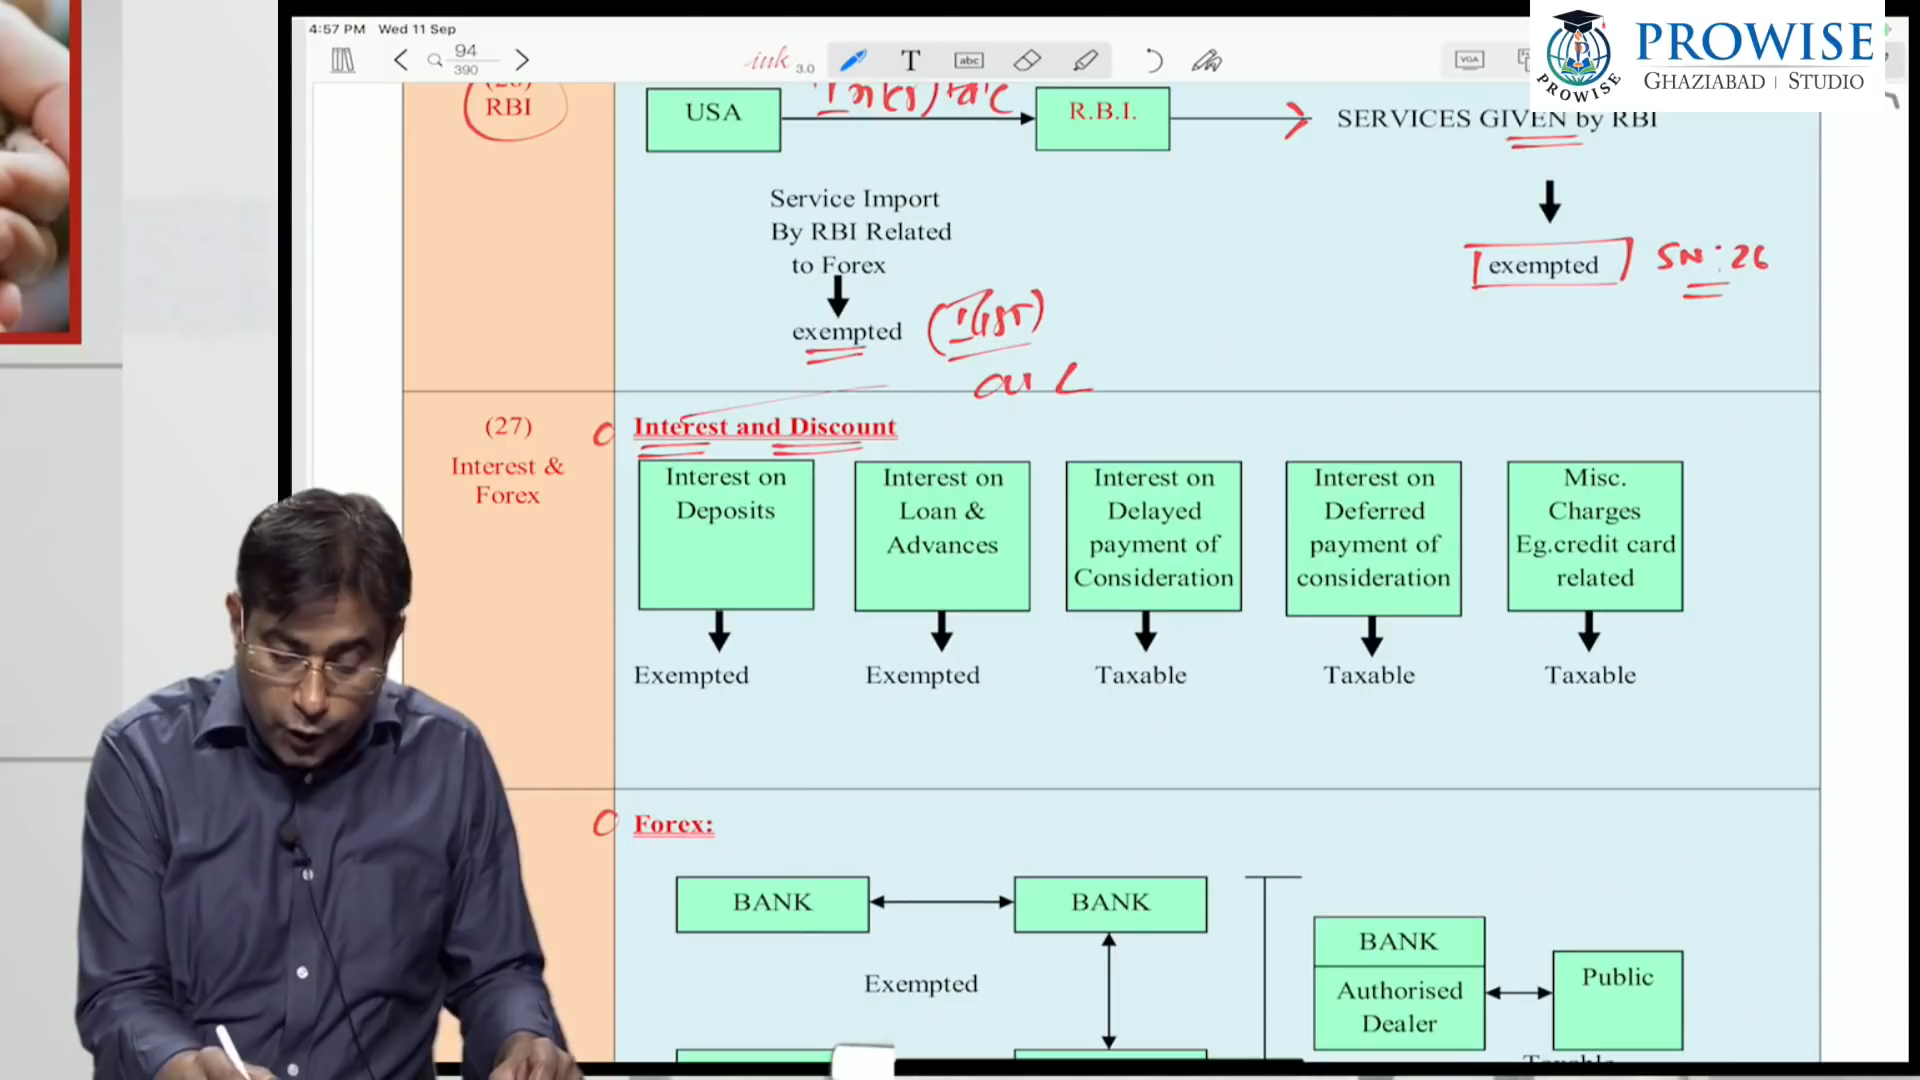 4:57 PM Wed 11 Sep
94
390
ink 3.0
T
abc
VGA
PROWISE
GHAZIABAD | STUDIO
PROWISE
RBI
USA
R.B.I.
SERVICES GIVEN by RBI
Service Import
By RBI Related
to Forex
exempted
exempted
SN: 26
(27)
Interest &
Forex
Interest and Discount
Interest on
Deposits
Interest on
Loan &
Advances
Interest on
Delayed
payment of
Consideration
Interest on
Deferred
payment of
consideration
Misc.
Charges
Eg.credit card
related
Exempted
Exempted
Taxable
Taxable
Taxable
Forex:
BANK
BANK
Exempted
BANK
Authorised
Dealer
Public
Taxable